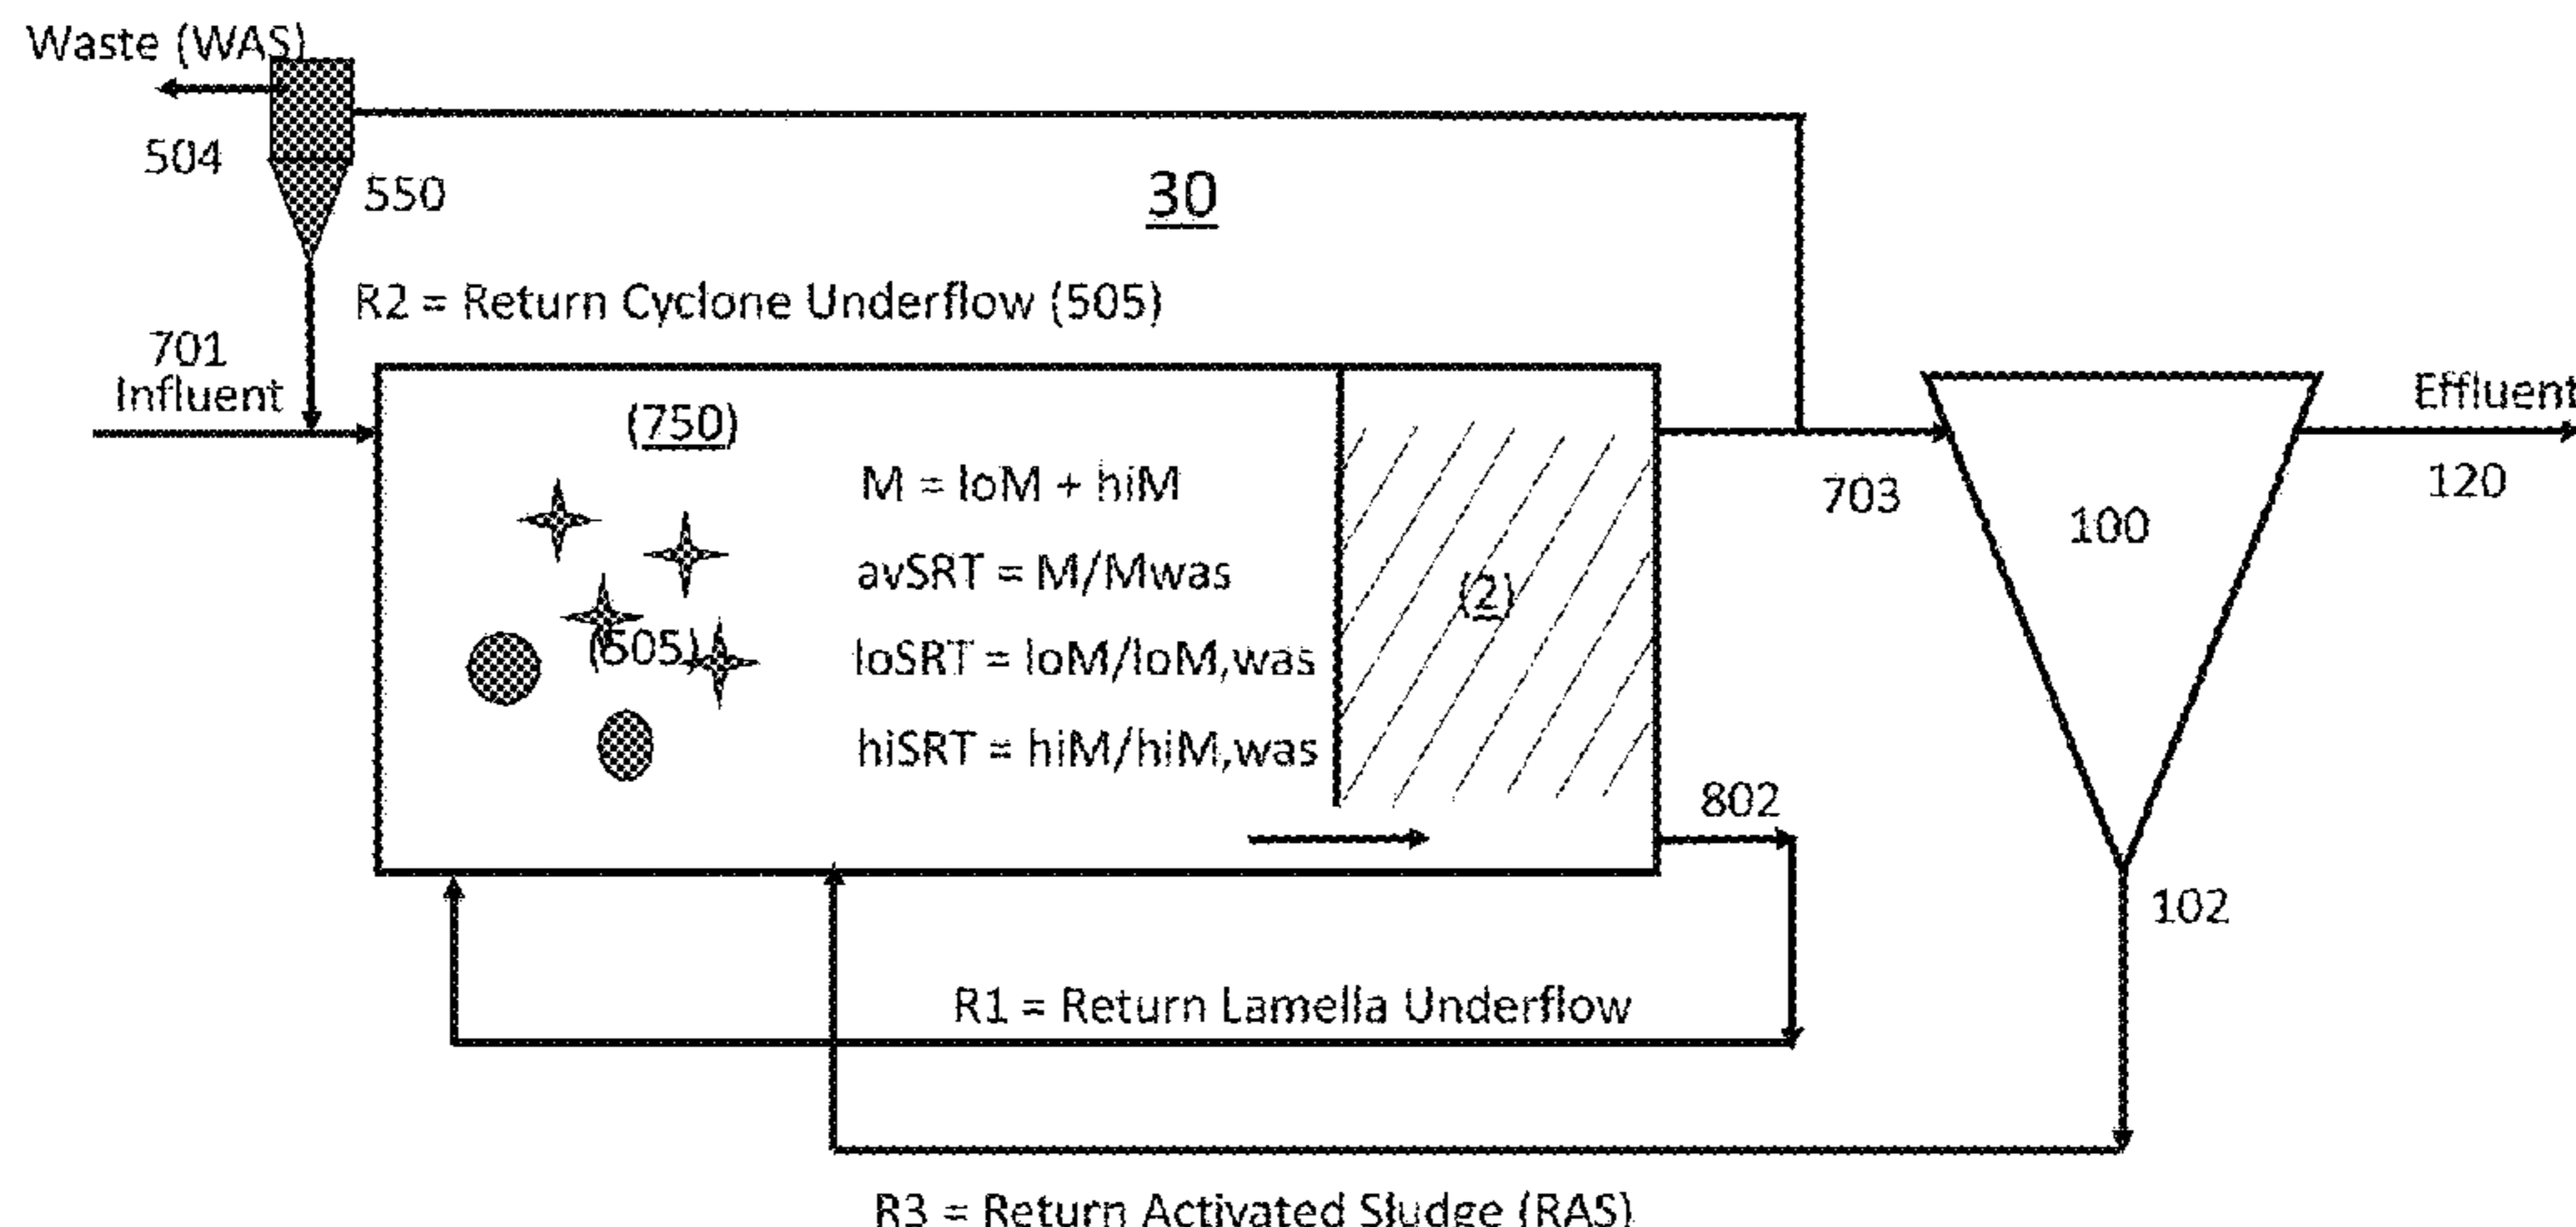 Waste (WAS)
504
550
30
R2 = Return Cyclone Underflow (505)
701
Influent
(750)
M = loM + hiM
avSRT = M/Mwas
(505)
loSRT = loM/loM,was
hiSRT = hiM/hiM,was
(2)
703
100
Effluent
120
802
102
R1 = Return Lamella Underflow
R3 = Return Activated Sludge (RAS)